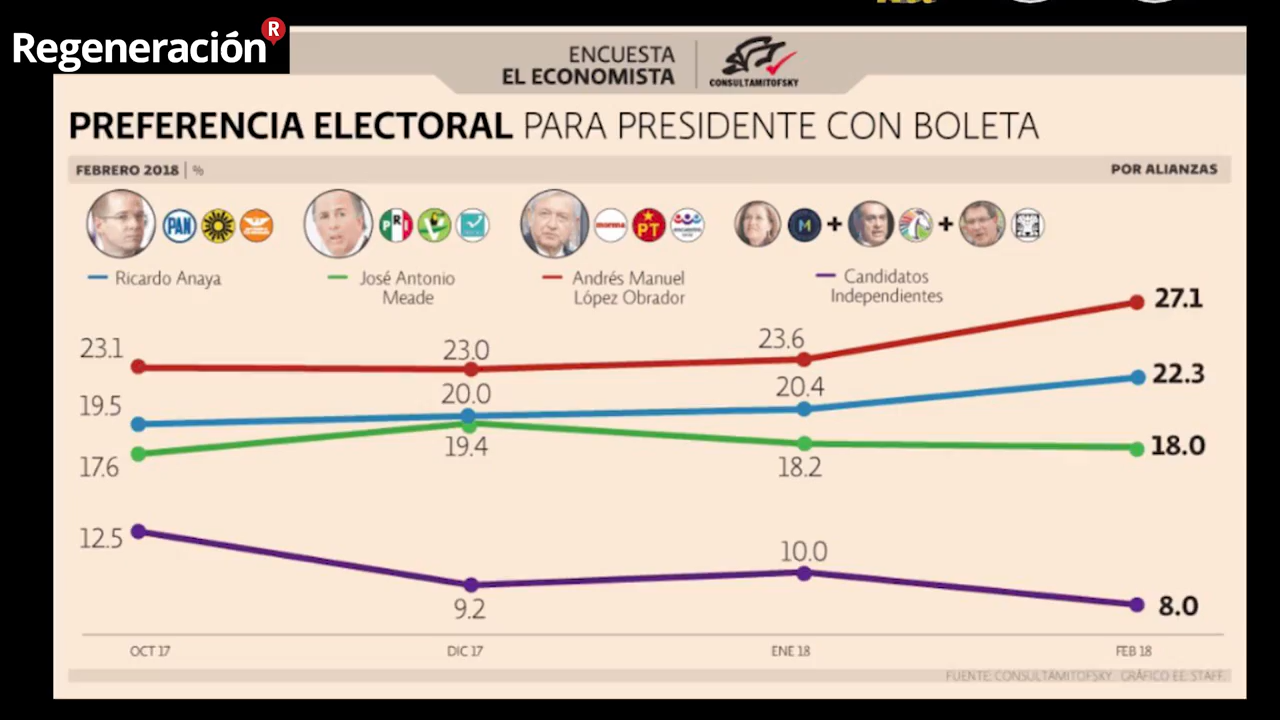 Regeneración R
ENCUESTA
EL ECONOMISTA
CONSULTAMITOFSKY
PREFERENCIA ELECTORAL PARA PRESIDENTE CON BOLETA
FEBRERO 2018 | %
POR ALIANZAS
PAN
PRI
morena
PT
M
Ricardo Anaya
José Antonio
Meade
Andrés Manuel
López Obrador
Candidatos
Independientes
23.1
23.0
23.6
27.1
19.5
20.0
20.4
22.3
17.6
19.4
18.2
18.0
12.5
9.2
10.0
8.0
OCT 17
DIC 17
ENE 18
FEB 18
FUENTE: CONSULTAMITOFSKY. GRÁFICO EE: STAFF.